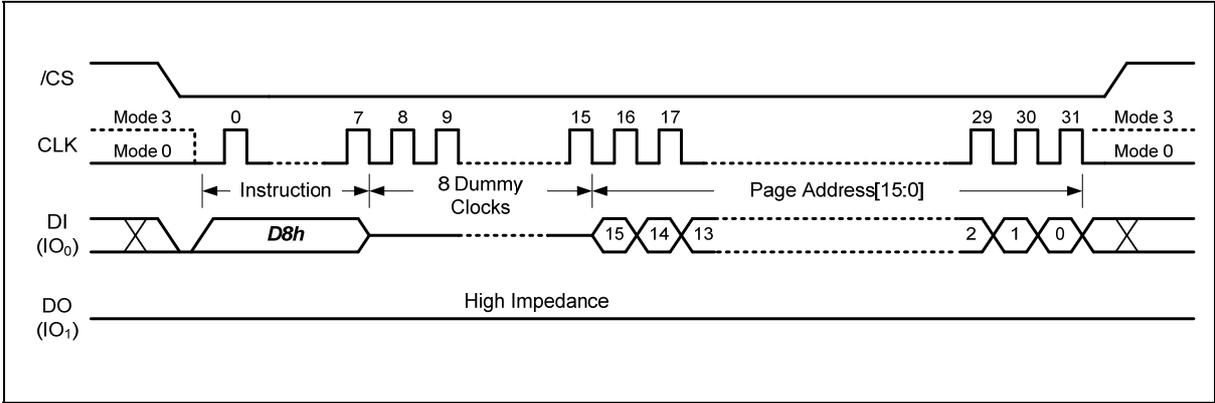 /CS
Mode 3 0 7 8 9 15 16 17 29 30 31 Mode 3
CLK
Mode 0 Mode 0
Instruction 8 Dummy Clocks Page Address[15:0]
DI
(IO0)
D8h 15 14 13 2 1 0
High Impedance
DO
(IO1)